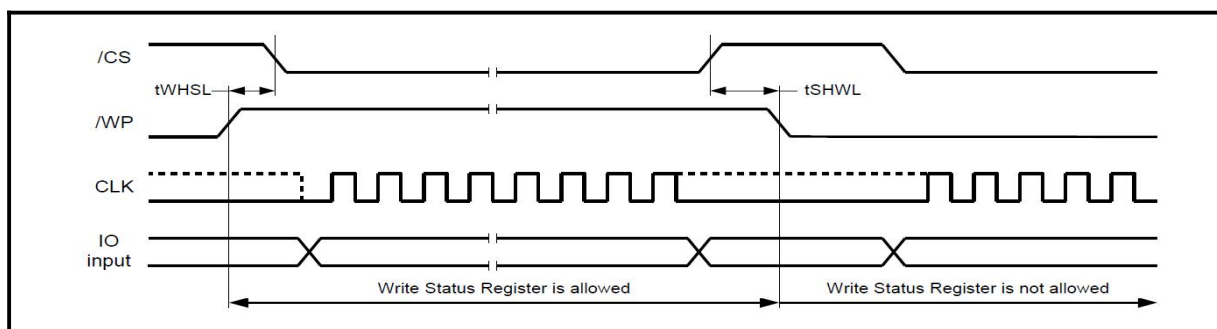 /CS
tWHSL
tSHWL
/WP
CLK
IO
input
Write Status Register is allowed
Write Status Register is not allowed